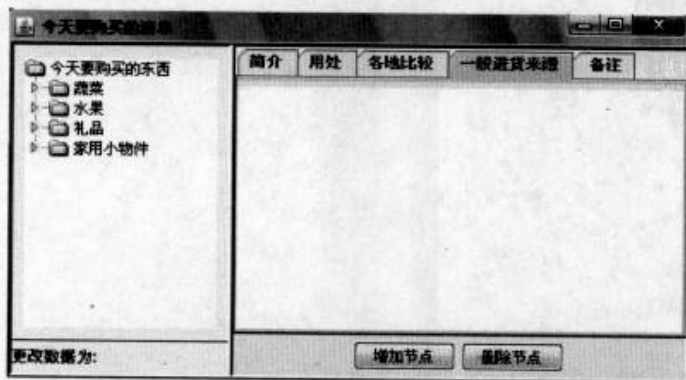 今天要购买的
今天要购买的东西
蔬菜
水果
礼品
家用小物件
简介 用处 各地比较 一般进货来源 备注
更改数据为:
增加节点 删除节点